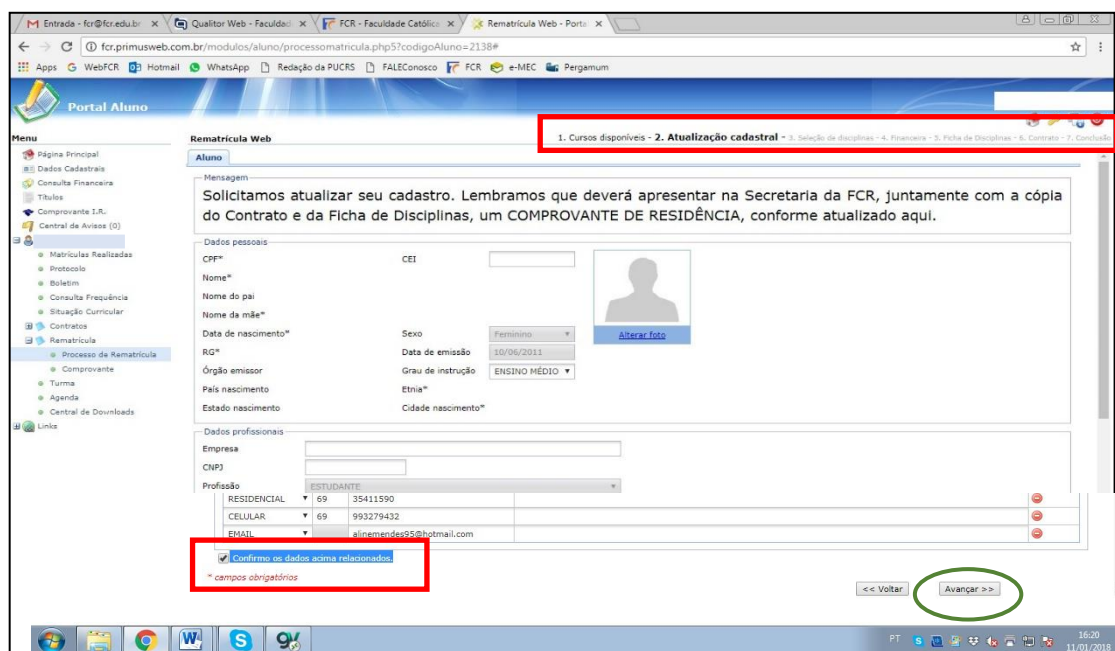 Entrada - fcr@fcr.edu.br
Qualitor Web - Faculdad
FCR - Faculdade Católica
Rematrícula Web - Porta
fcr.primusweb.com.br/modulos/aluno/processomatricula.php5?codigoAluno=2138#
Apps WebFCR Hotmail WhatsApp Redação da PUCRS FALEConosco FCR e-MEC Pergamum
Portal Aluno
Menu
Rematrícula Web
1. Cursos disponíveis - 2. Atualização cadastral - 3. Seleção de disciplinas - 4. Financeira - 5. Ficha de Disciplinas - 6. Contrato - 7. Conclusão
Página Principal
Dados Cadastrais
Consulta Financeira
Títulos
Comprovante I.R.
Central de Avisos (0)
Matrículas Realizadas
Protocolo
Boletim
Consulta Frequência
Situação Curricular
Contratos
Rematrícula
Processo de Rematrícula
Comprovante
Turma
Agenda
Central de Downloads
Links
Aluno
Mensagem
Solicitamos atualizar seu cadastro. Lembramos que deverá apresentar na Secretaria da FCR, juntamente com a cópia
do Contrato e da Ficha de Disciplinas, um COMPROVANTE DE RESIDÊNCIA, conforme atualizado aqui.
Dados pessoais
CPF* CEI
Nome*
Nome do pai
Nome da mãe*
Data de nascimento* Sexo Feminino
Alterar foto
RG* Data de emissão 10/06/2011
Órgão emissor Grau de instrução ENSINO MÉDIO
País nascimento Etnia*
Estado nascimento Cidade nascimento*
Dados profissionais
Empresa
CNPJ
Profissão ESTUDANTE
RESIDENCIAL 69 35411590
CELULAR 69 993279432
EMAIL alinemendes95@hotmail.com
Confirmo os dados acima relacionados.
* campos obrigatórios
<< Voltar Avançar >>
PT 16:20
11/01/2018